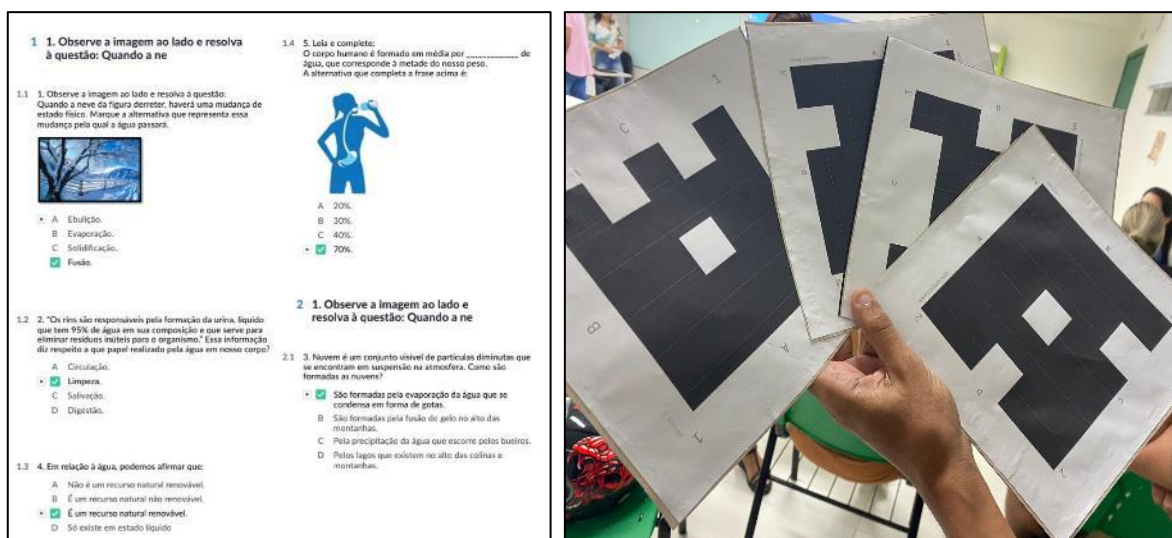 1 1. Observe a imagem ao lado e resolva
à questão: Quando a ne
1.1 1. Observe a imagem ao lado e resolva à questão:
Quando a neve da figura derreter, haverá uma mudança de
estado físico. Marque a alternativa que representa essa
mudança pela qual a água passará.
A Ebulição.
B Evaporação.
C Solidificação.
Fusão.
1.2 2. "Os rins são responsáveis pela formação da urina, líquido
que tem 95% de água em sua composição e que serve para
eliminar resíduos inúteis para o organismo." Essa informação
diz respeito a que papel realizado pela água em nosso corpo?
A Circulação.
Limpeza.
C Salivação.
D Digestão.
1.3 4. Em relação à água, podemos afirmar que:
A Não é um recurso natural renovável.
B É um recurso natural não renovável.
É um recurso natural renovável.
D Só existe em estado líquido
1.4 5. Leia e complete:
O corpo humano é formado em média por ____________ de
água, que corresponde à metade do nosso peso.
A alternativa que completa a frase acima é:
A 20%.
B 30%.
C 40%.
70%.
2 1. Observe a imagem ao lado e
resolva à questão: Quando a ne
2.1 3. Nuvem é um conjunto visível de partículas diminutas que
se encontram em suspensão na atmosfera. Como são
formadas as nuvens?
São formadas pela evaporação da água que se
condensa em forma de gotas.
B São formadas pela fusão do gelo no alto das
montanhas.
C Pela precipitação da água que escorre pelos bueiros.
D Pelos lagos que existem no alto das colinas e
montanhas.
C
1
B
A
1